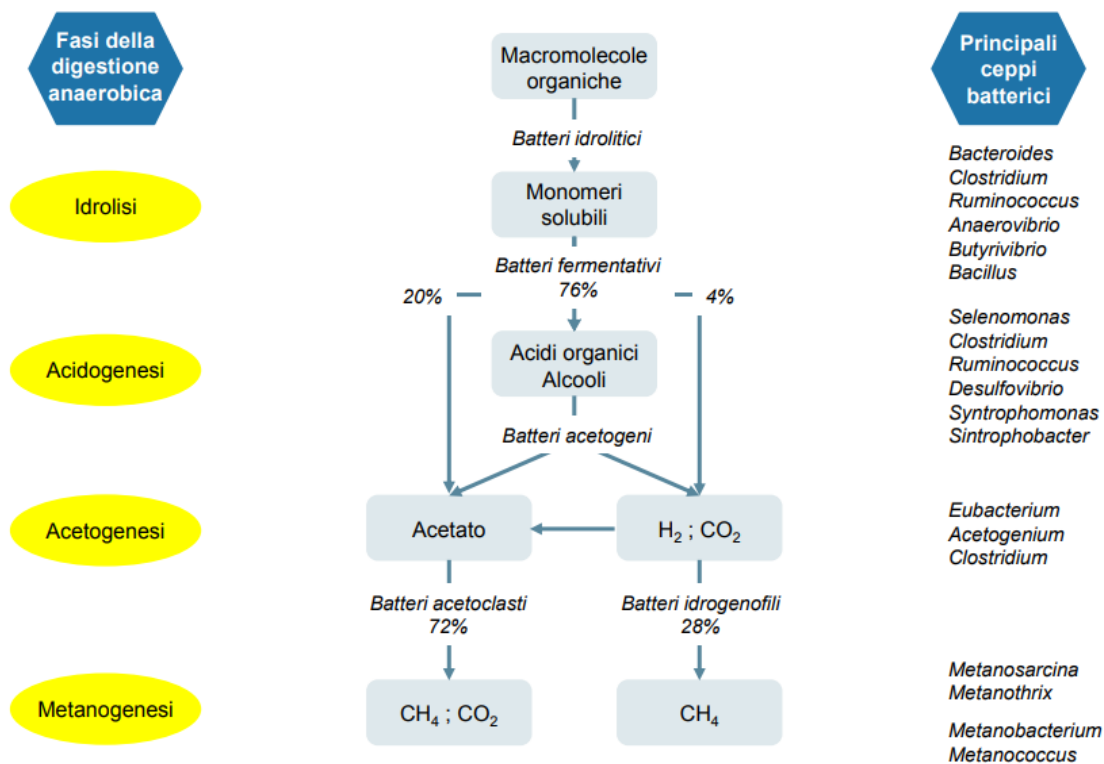 Fasi della
digestione
anaerobica
Macromolecole
organiche
Principali
ceppi
batterici
Batteri idrolitici
Idrolisi
Monomeri
solubili
Bacteroides
Clostridium
Ruminococcus
Anaerovibrio
Butyrivibrio
Bacillus
Batteri fermentativi
20%
76%
4%
Acidogenesi
Acidi organici
Alcooli
Selenomonas
Clostridium
Ruminococcus
Desulfovibrio
Syntrophomonas
Sintrophobacter
Batteri acetogeni
Acetogenesi
Acetato
H₂ ; CO₂
Eubacterium
Acetogenium
Clostridium
Batteri acetoclasti
72%
Batteri idrogenofili
28%
Metanogenesi
CH₄ ; CO₂
CH₄
Metanosarcina
Metanothrix
Metanobacterium
Metanococcus